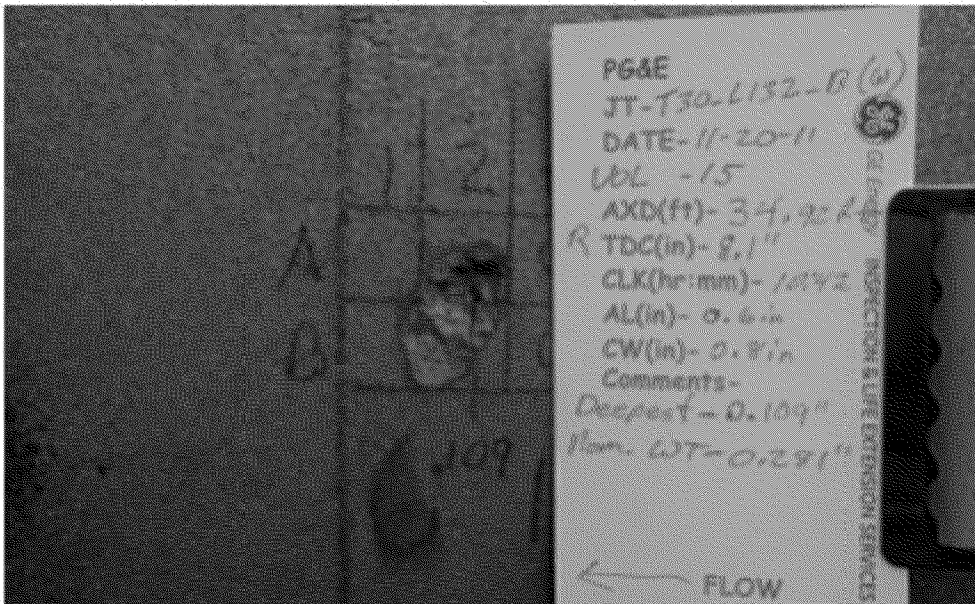 1 2
A
B
.109
PG&E
JT-T30-L132-B (W)
DATE-11-20-11
VOL -15
AXD(ft)-
R TDC(in)-8.1"
CLK(hr:mm)-
AL(in)-0.6in
CW(in)-0.8in
Comments-
Deepest-0.109"
Nom. WT-0.281"
FLOW
INSPECTION & LIFE EXTENSION SERVICES